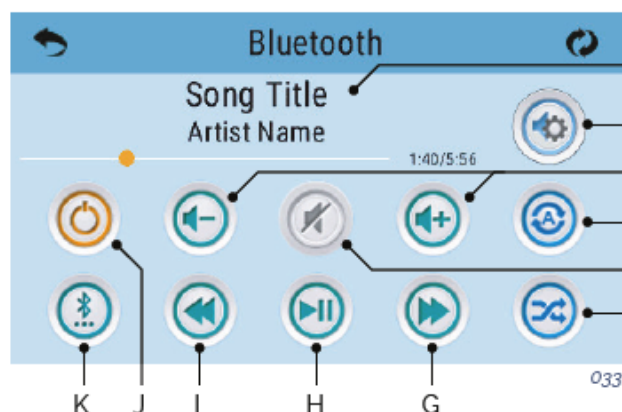 Bluetooth
Song Title
Artist Name
1:40/5:56
A
033
K J I H G